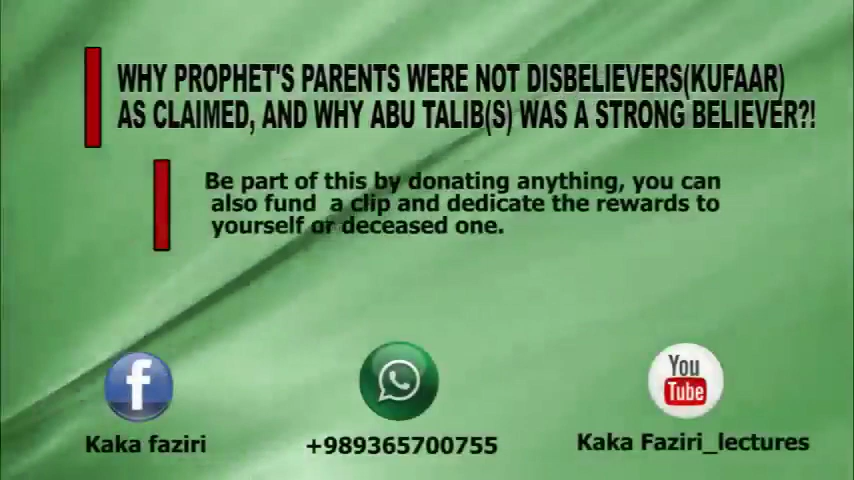 WHY PROPHET'S PARENTS WERE NOT DISBELIEVERS(KUFAAR)
AS CLAIMED, AND WHY ABU TALIB(S) WAS A STRONG BELIEVER?!
Be part of this by donating anything, you can
also fund a clip and dedicate the rewards to
yourself or deceased one.
f
You
Tube
Kaka faziri
+989365700755
Kaka Faziri_lectures